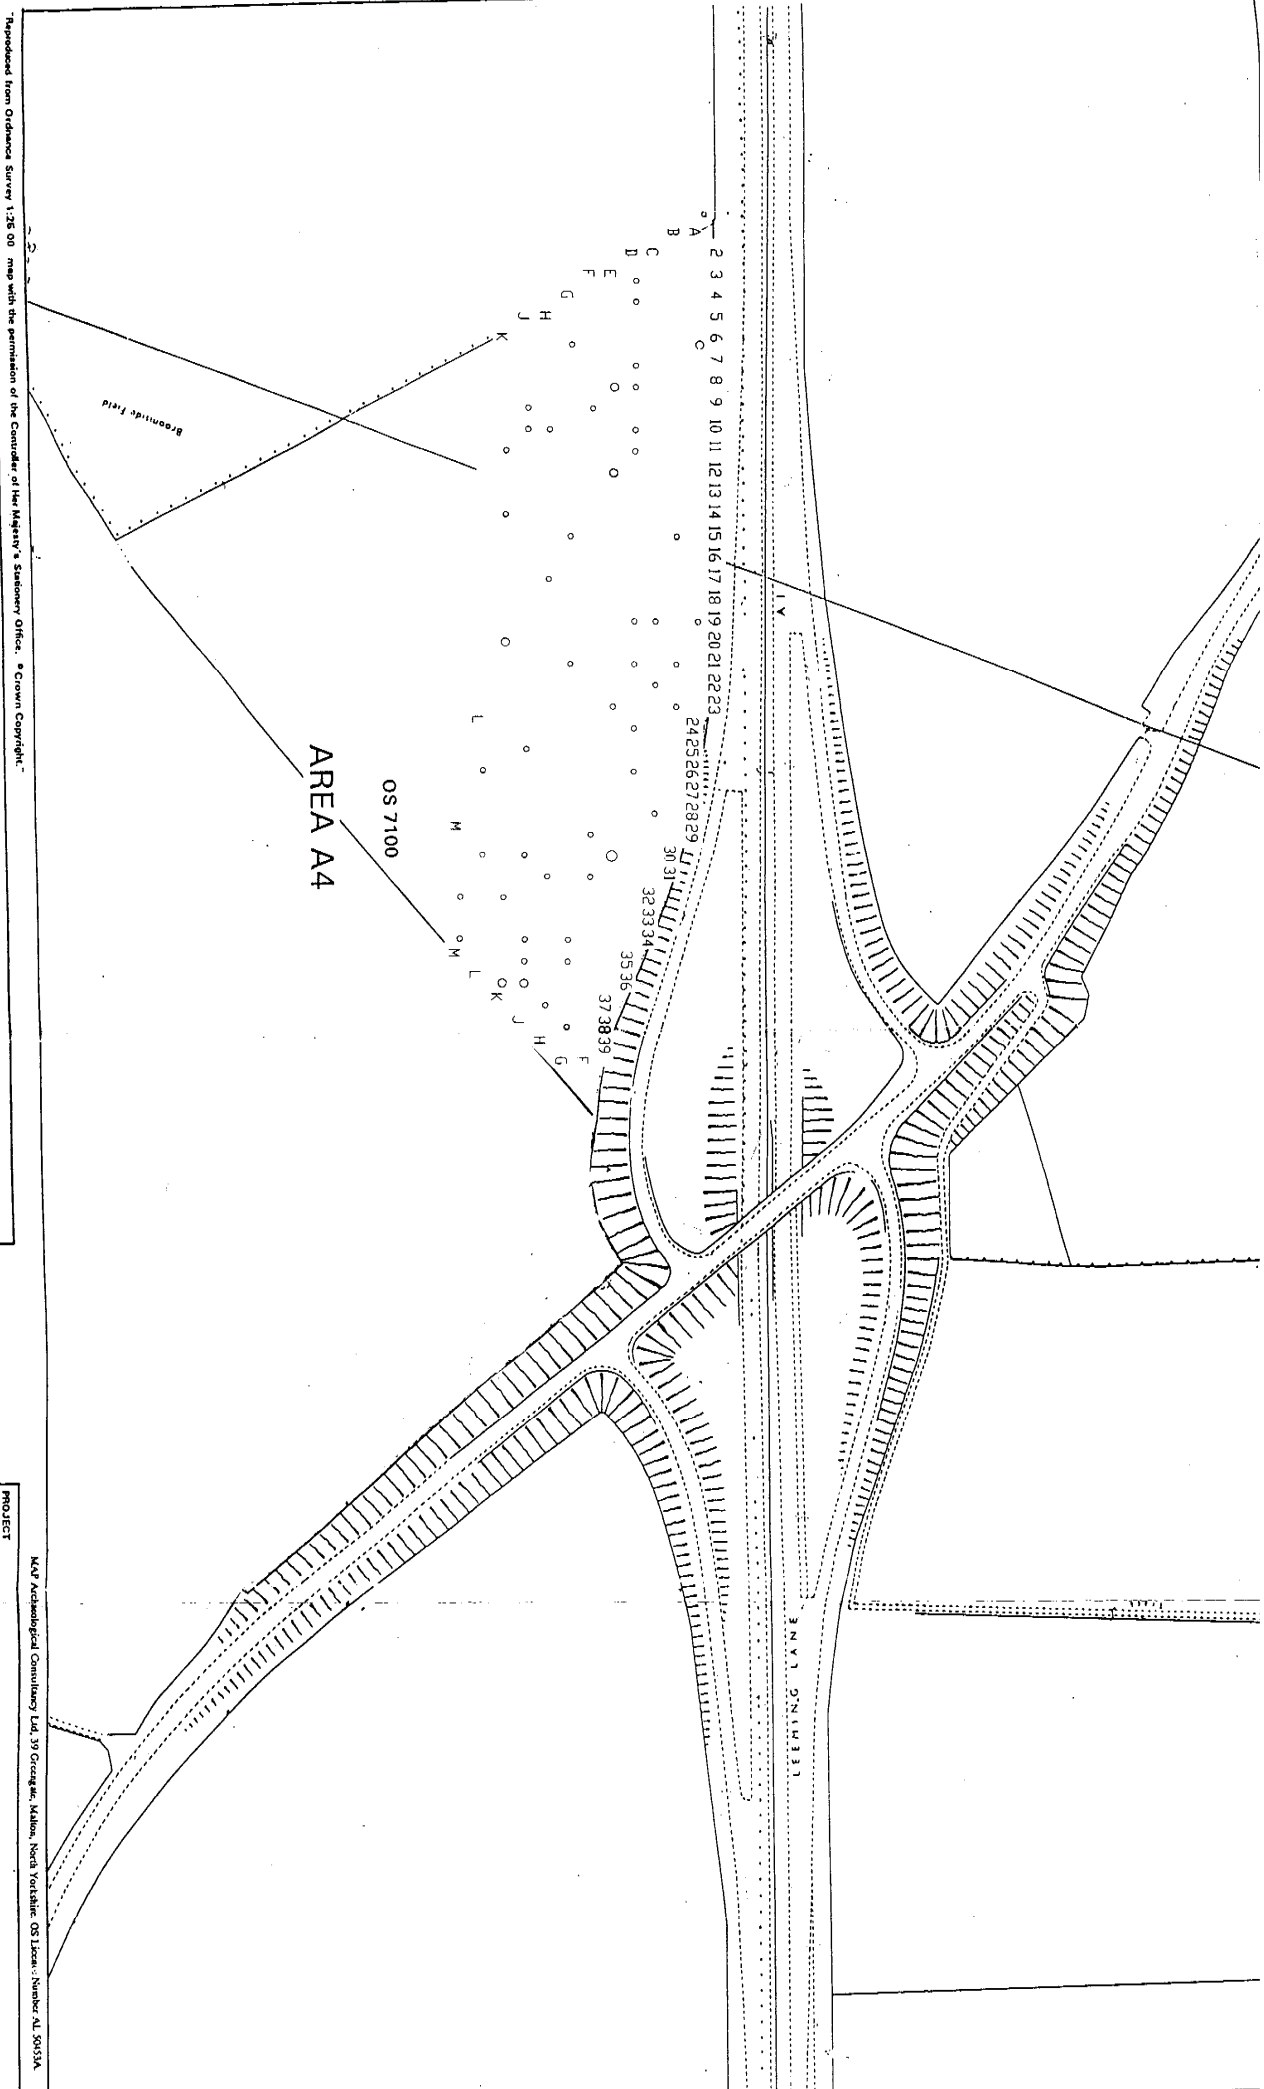 A
B
C
D
E
F
G
H
J
K
2 3 4 5 6 7 8 9 10 11 12 13 14 15 16 17 18 19 20 21 22 23
24 25 26 27 28 29
30 31
32 33 34
35 36
37 38 39
L
M
M
L
K
J
H
G
F
A1
LEEMING LANE
OS 7100
AREA A4
Field
"Reproduced from Ordnance Survey 1:25 00 map with the permission of the Controller of Her Majesty's Stationery Office. © Crown Copyright."
MAP Archaeological Consultancy Ltd, 39 Greengate, Malton, North Yorkshire. OS Licence Number AL 50453A
PROJECT